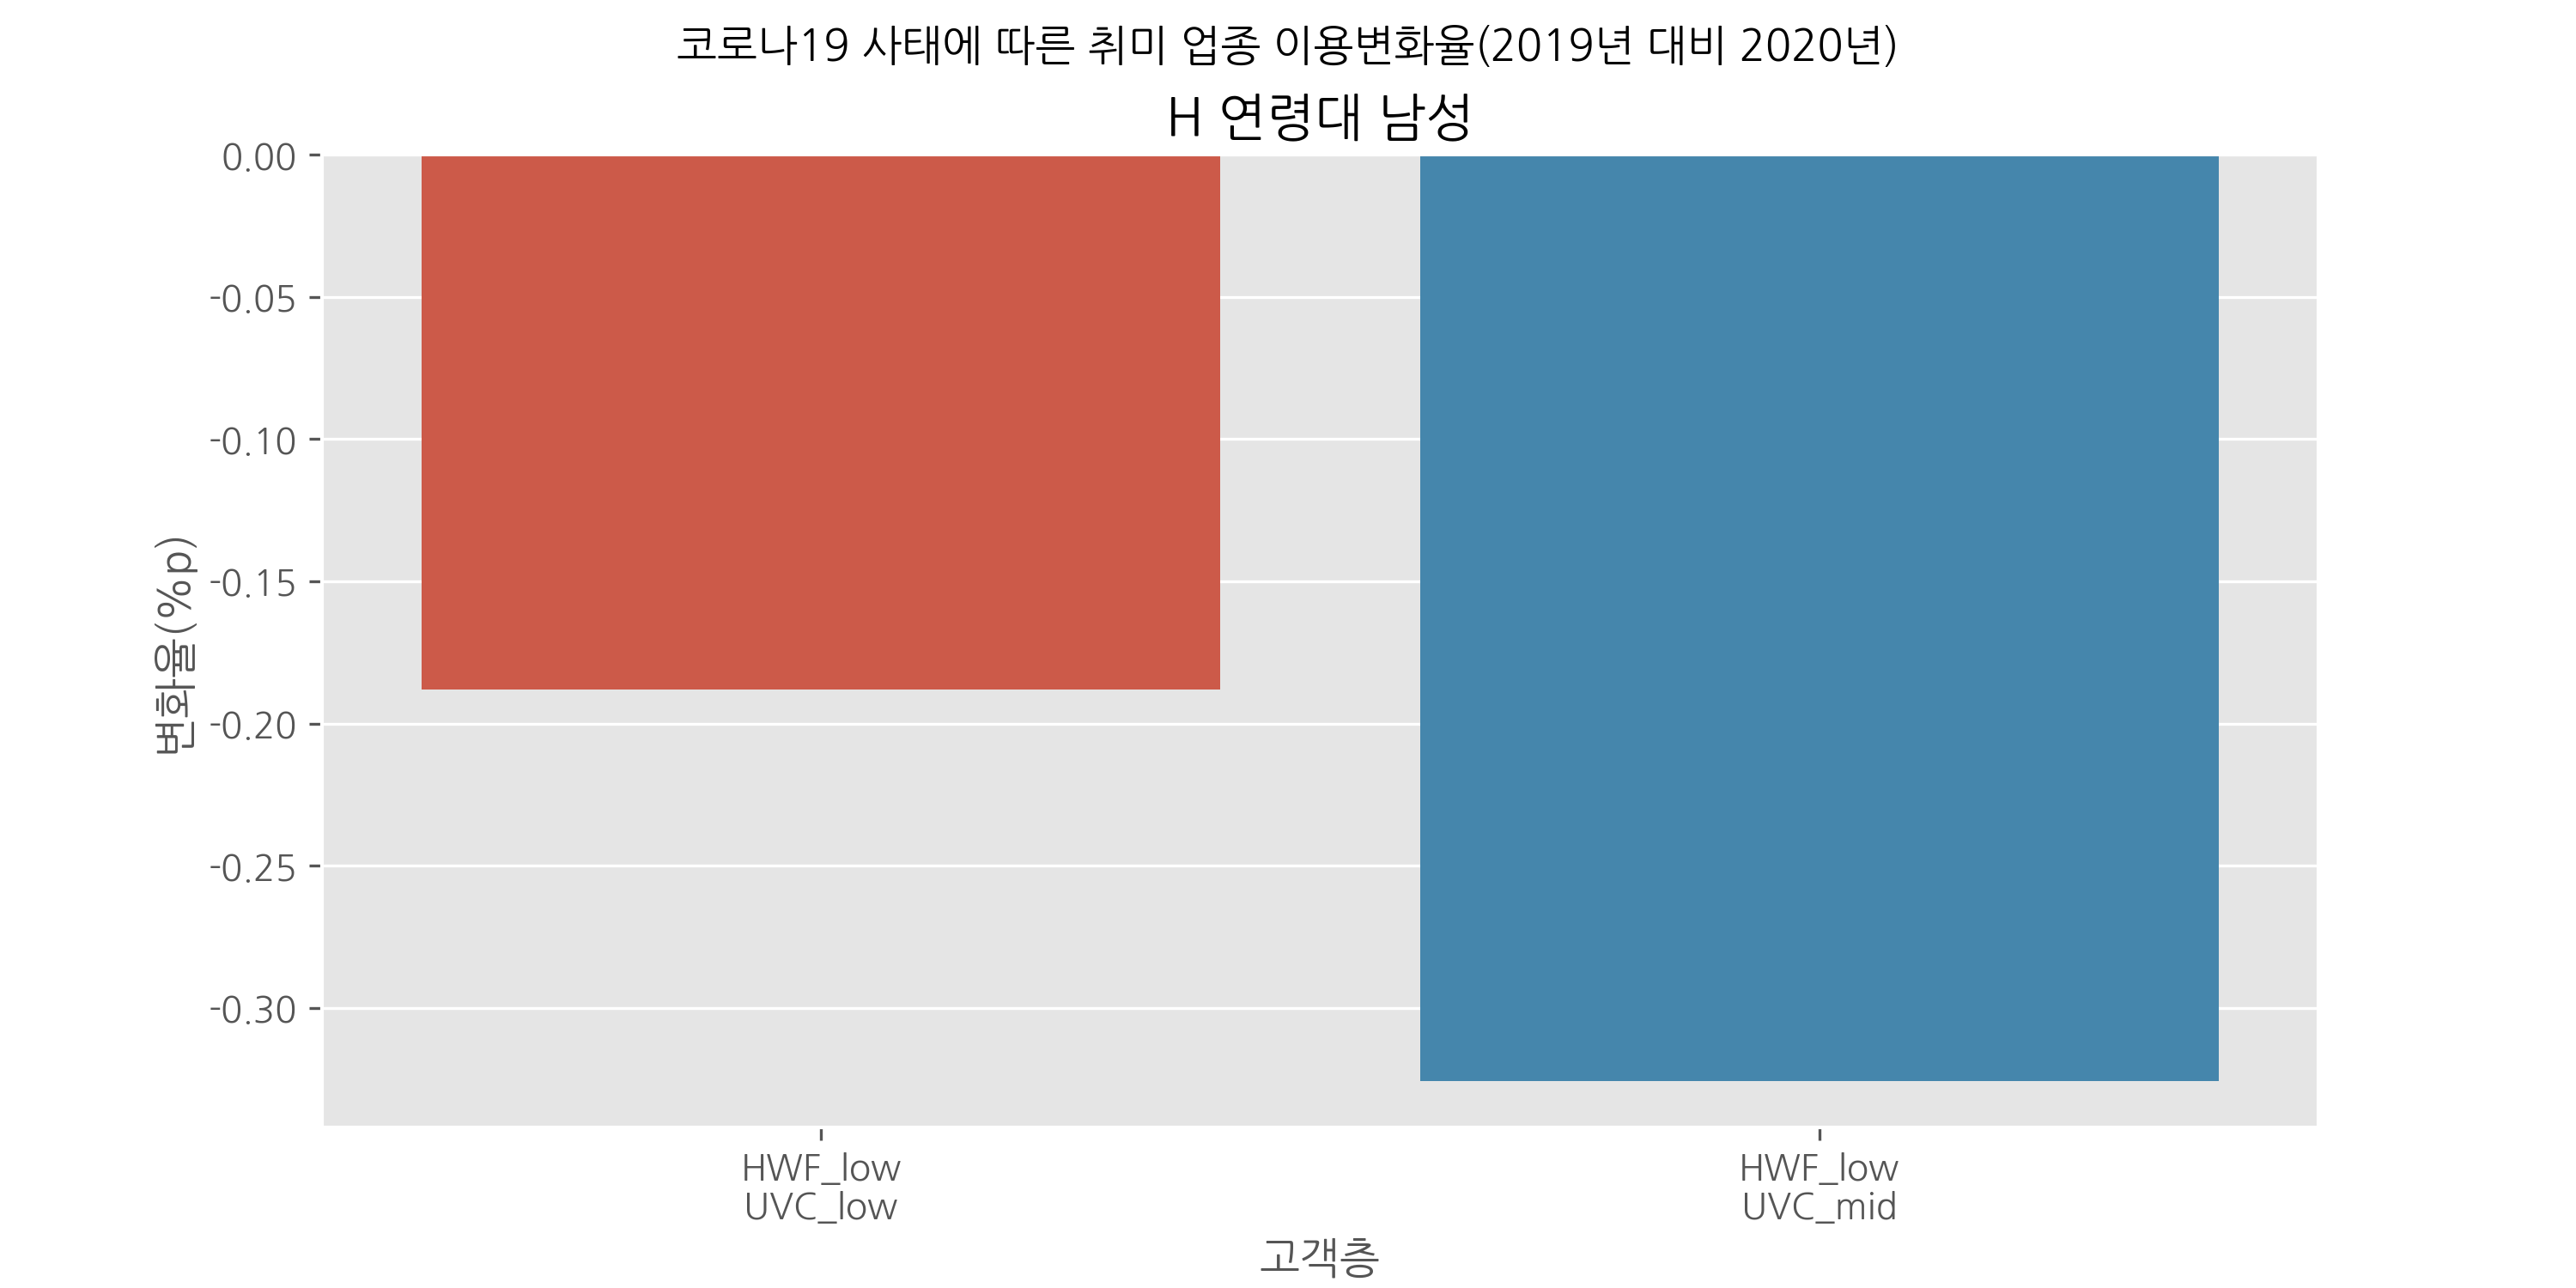 코로나19 사태에 따른 취미 업종 이용변화율(2019년 대비 2020년)
H 연령대 남성
0.00
-0.05
-0.10
-0.15
-0.20
-0.25
-0.30
변화율(%p)
HWF_low
UVC_low
HWF_low
UVC_mid
고객층